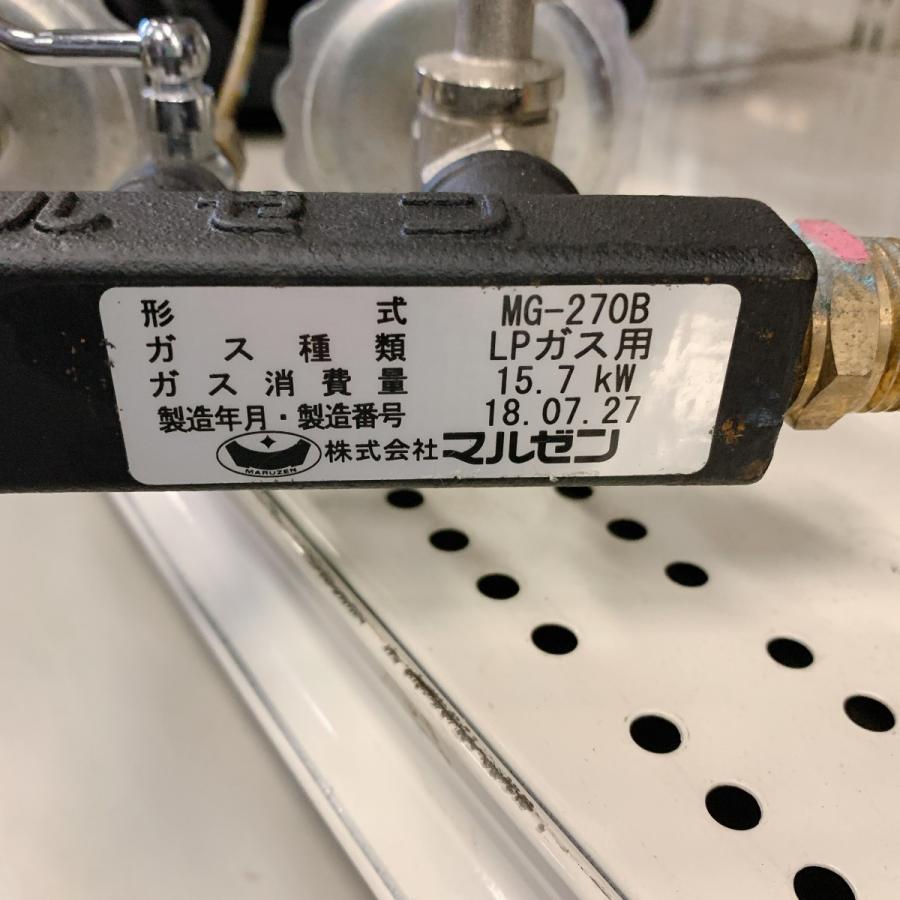 ルゼン
形式 MG-270B
ガス種類 LPガス用
ガス消費量 15.7 kW
製造年月・製造番号 18.07.27
MARUZEN 株式会社マルゼン